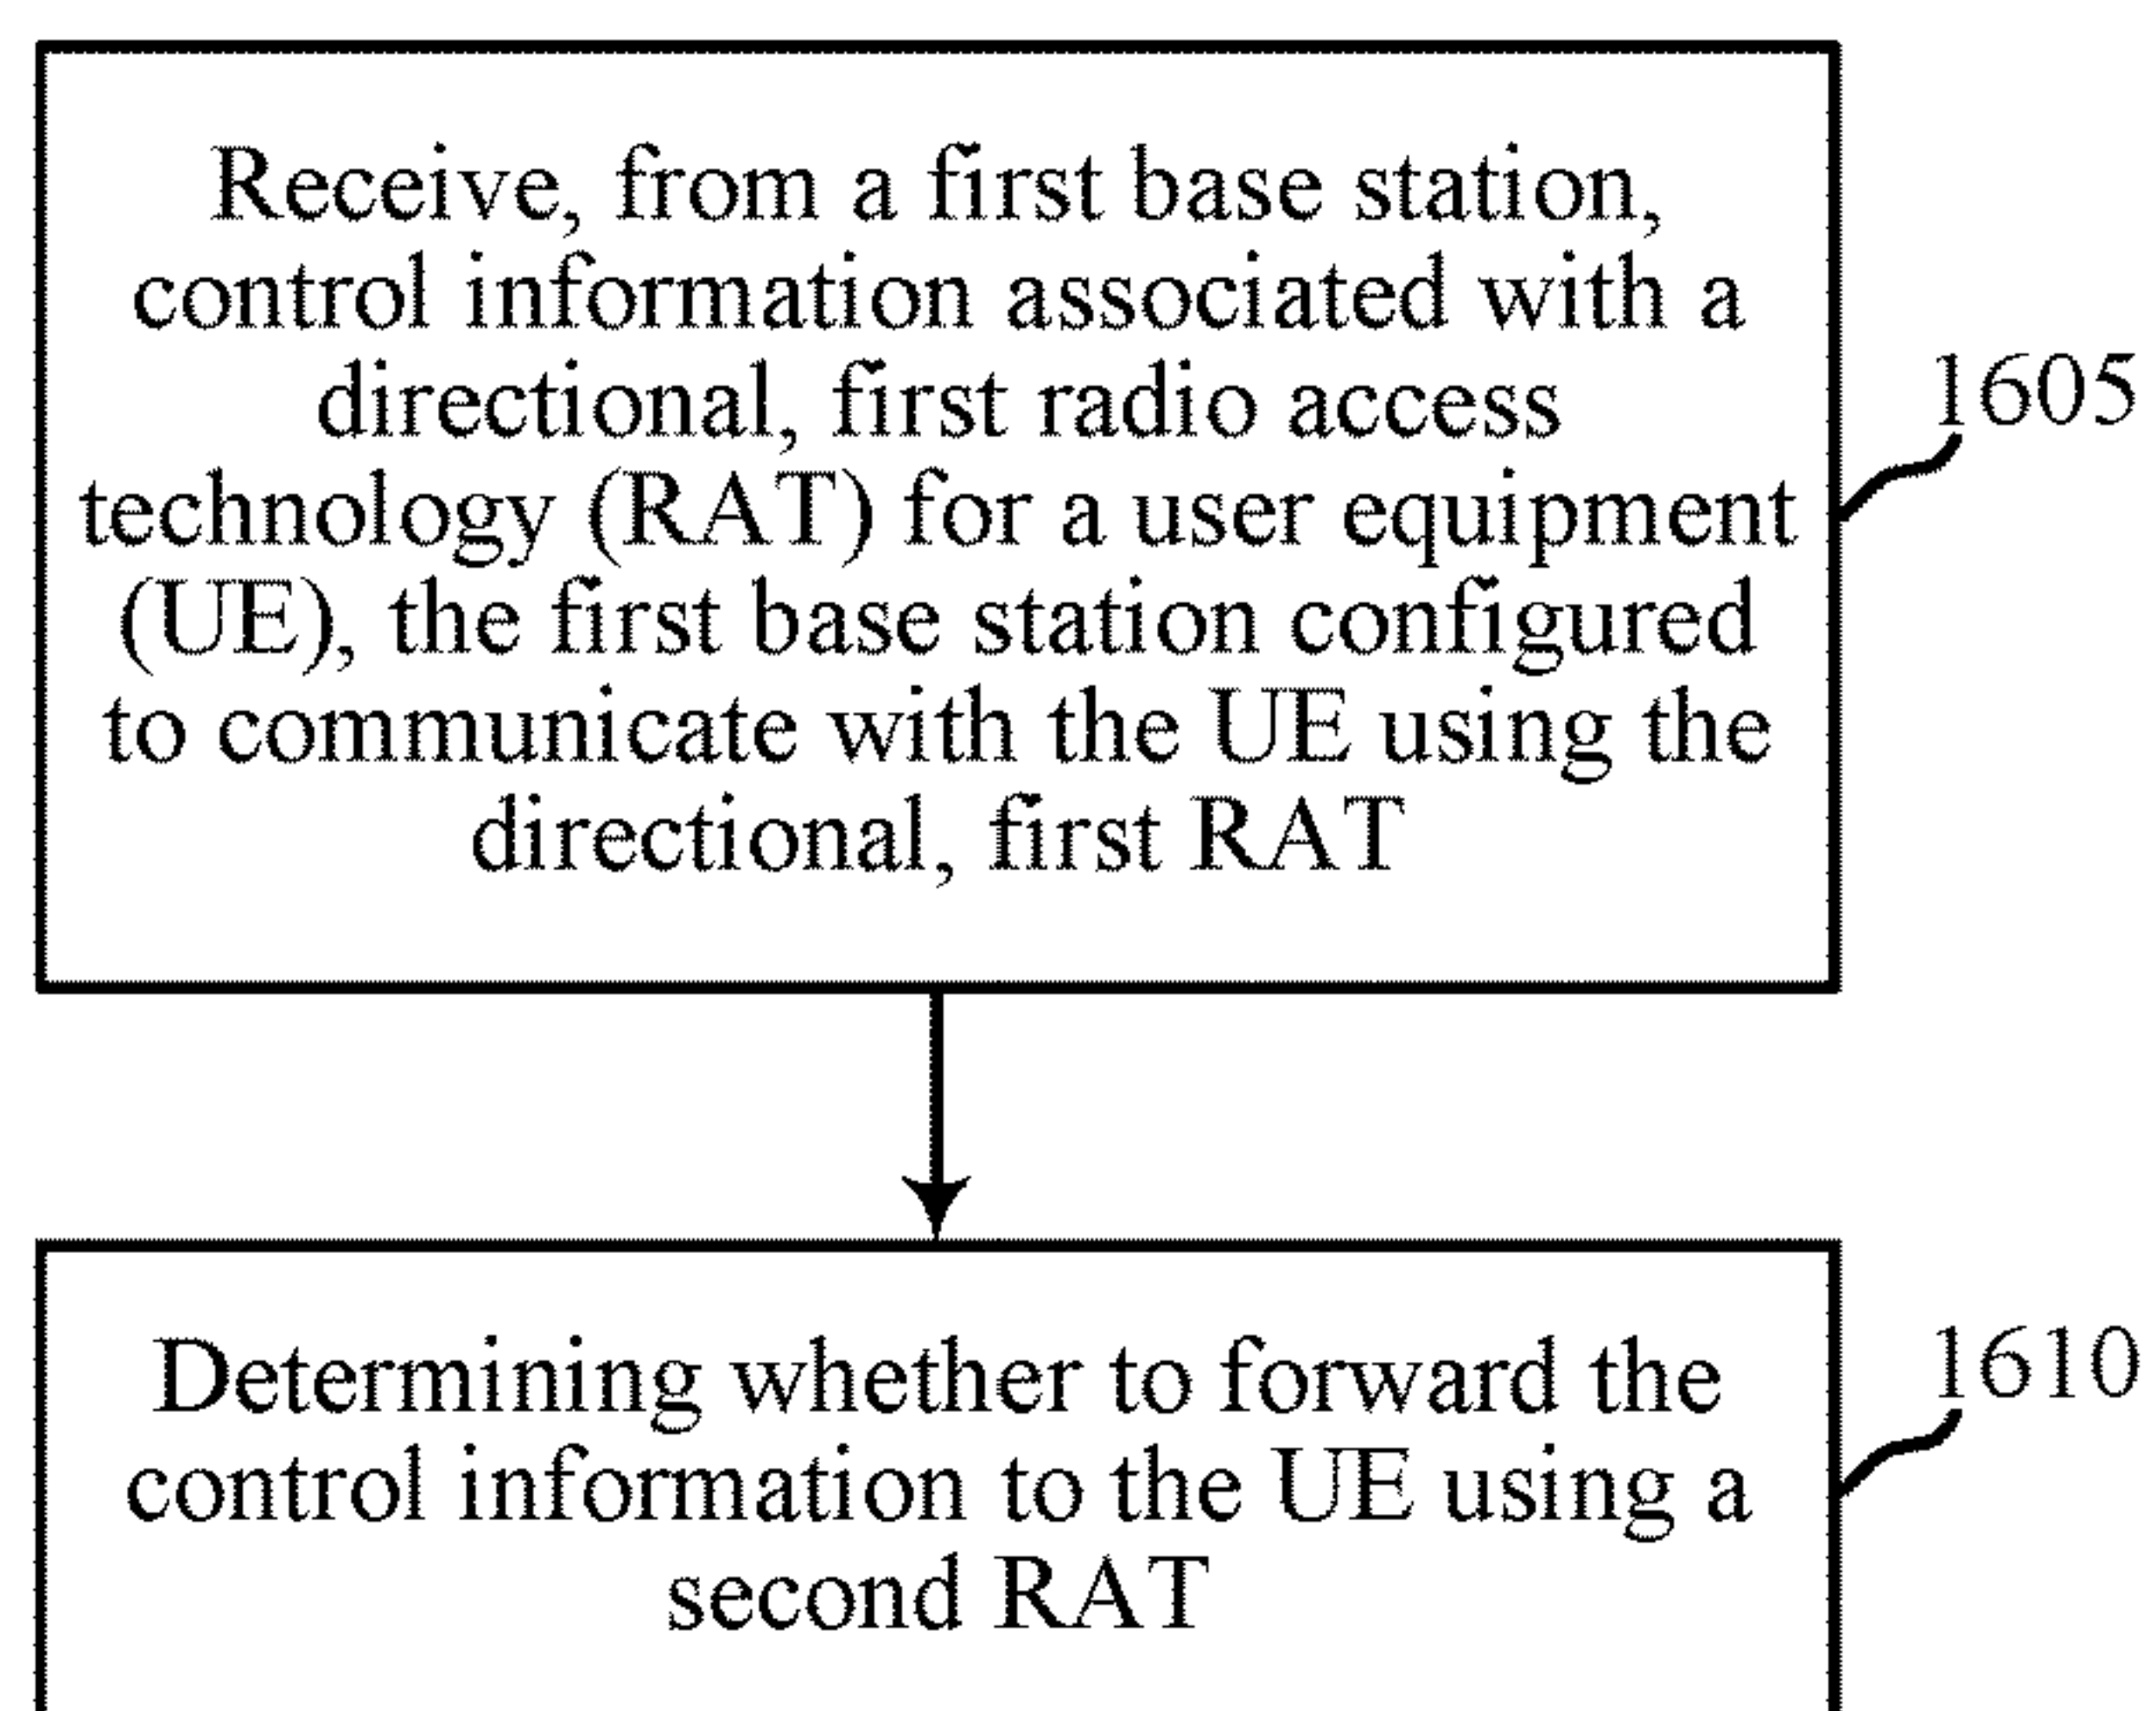 Receive, from a first base station,
control information associated with a
directional, first radio access
technology (RAT) for a user equipment
(UE), the first base station configured
to communicate with the UE using the
directional, first RAT
1605
Determining whether to forward the
control information to the UE using a
second RAT
1610